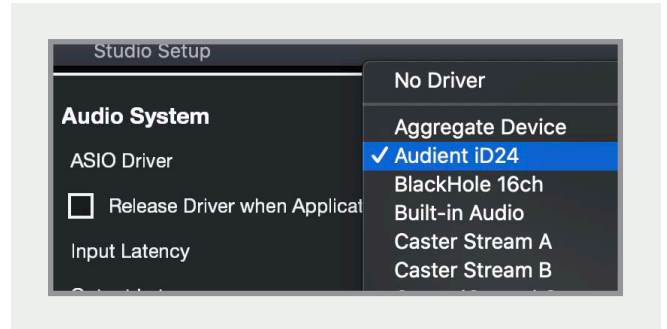 Studio Setup
No Driver
Audio System
Aggregate Device
ASIO Driver
✓ Audient iD24
BlackHole 16ch
Release Driver when Applicat
Built-in Audio
Caster Stream A
Input Latency
Caster Stream B